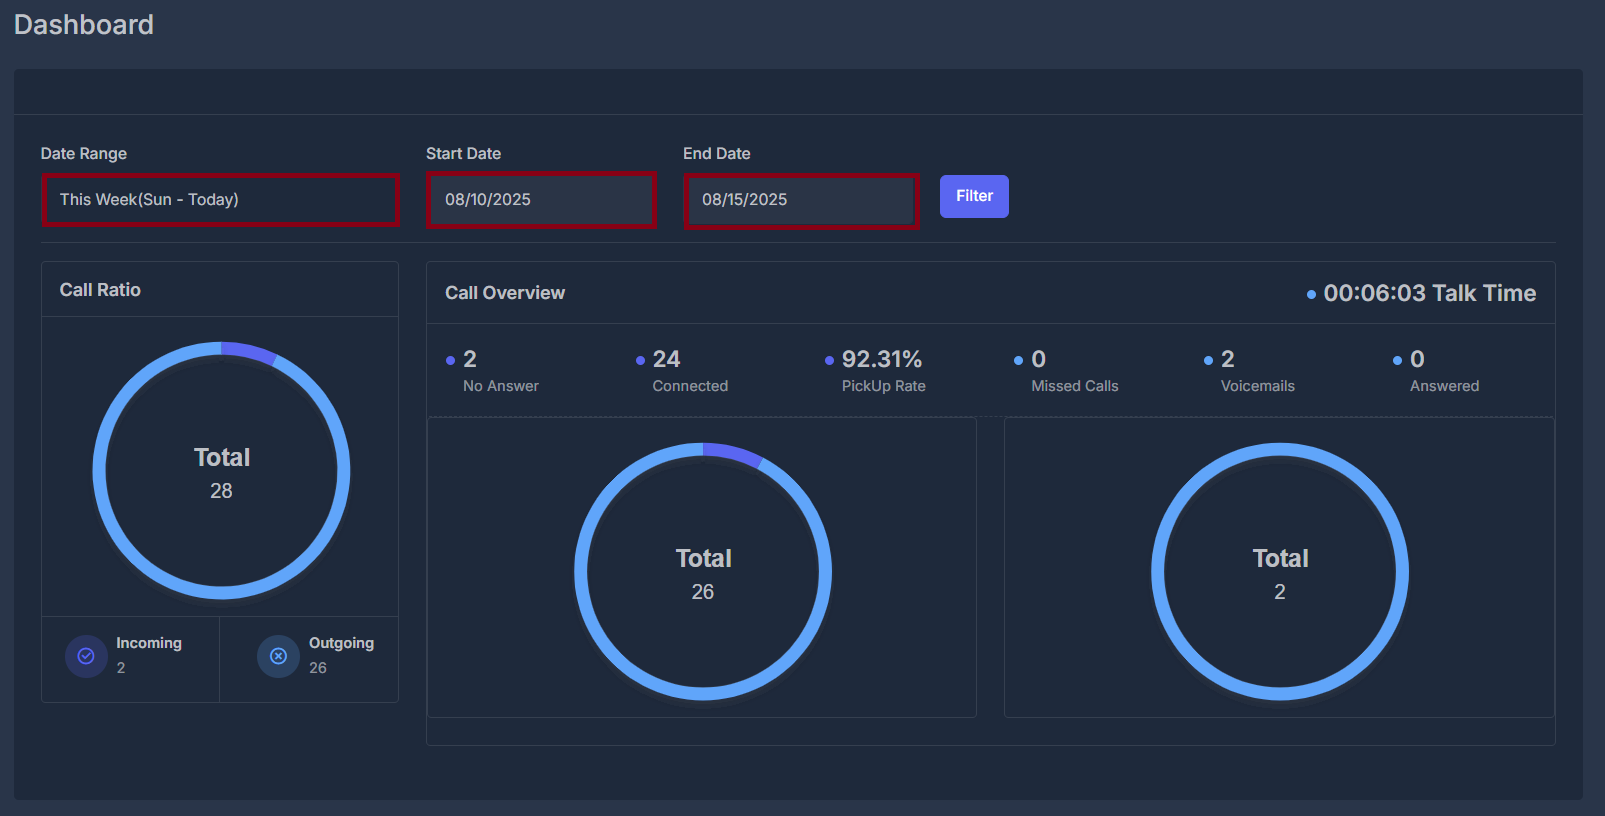 Dashboard
Date Range
Start Date
End Date
This Week(Sun - Today)
08/10/2025
08/15/2025
Filter
Call Ratio
Total
28
Incoming
2
Outgoing
26
Call Overview
00:06:03 Talk Time
2
No Answer
24
Connected
92.31%
PickUp Rate
0
Missed Calls
2
Voicemails
0
Answered
Total
26
Total
2